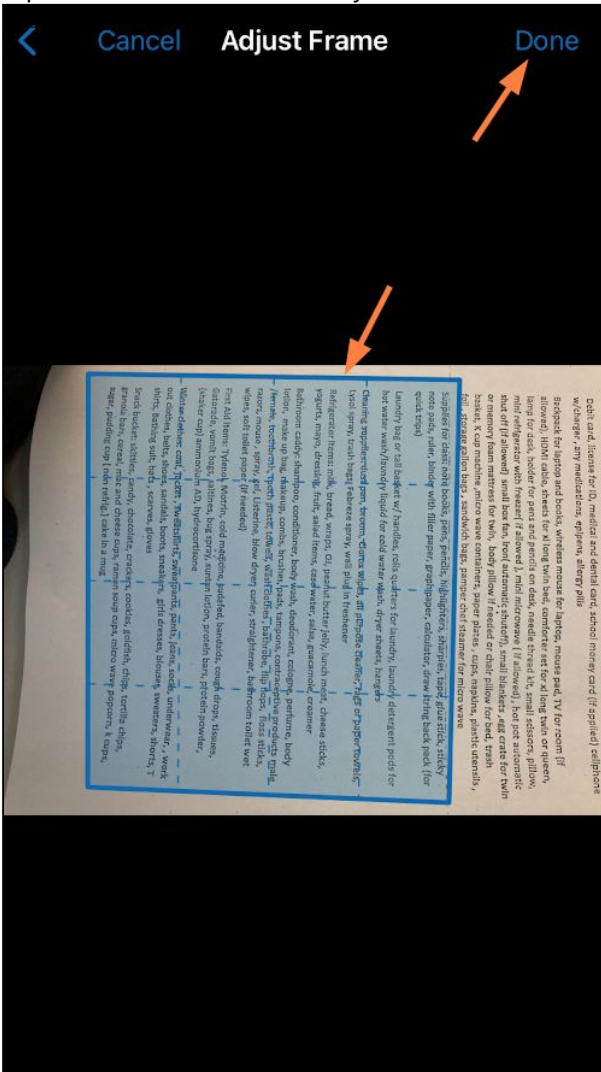 Cancel
Adjust Frame
Done
Debit card, license for ID, medical and dental card, school money card (if applied) cellphone
w/charger, any medications, epipens, allergy pills
Backpack for laptop and books, wireless mouse for laptop, mouse pad, TV for room (if
allowed), HDMI cable, sheets for xl long twin bed, comforter set for xl long twin or queen,
lamp for desk, holder for pens and pencils for desk, needle thread kit, small scissors, pillow,
mini refrigerator with freezer( if allowed ), mini microwave ( if allowed) , hot pot automatic
shut off (if allowed) , small box fan, iron( automatic shutoff), small blankets ,egg crate for twin
or memory foam mattress for twin, body pillow if needed or chair pillow for bed, trash
basket, K cup machine ,micro wave containers, paper plates , cups, napkins, plastic utensils ,
foil, storage gallon bags , sandwich bags, pamper chef steamer for micro wave
Supplies for class: note books, pens, pencils, highlighters, sharpies, tape, glue stick, sticky
note pads, ruler, binder with filler paper, graph paper, calculator, draw string back pack (for
quick trips)
Laundry bag or tall basket w/ handles, rolls quarters for laundry, laundry detergent pods for
hot water wash/laundry liquid for cold water wash, dryer sheets, hangers
Cleaning supplies: dust pan, broom, Clorox wipes, all purpose cleaner, rags or paper towels,
Lysol spray, trash bags Febreze spray, wall plug in freshener
Refrigerator items: milk, bread, wraps, OJ, peanut butter jelly, lunch meat, cheese sticks,
yogurts, mayo, dressing, fruit, salad items, case water, salsa, guacamole, creamer
Bathroom caddy: shampoo, conditioner, body wash, deodorant, cologne, perfume, body
lotion, make up bag, makeup, combs, brushes, pads, tampons, contraceptive products male
/female, toothbrush, tooth paste, towels, wash clothes , bathrobe, flip flops, floss sticks,
razors, mouse , spray, gel, Listerine, blow dryer, curler, straightener, bathroom toilet wet
wipes, soft toilet paper (if needed)
First Aid items: Tylenol, Motrin, cold medicine, sudafed, bandaids, cough drops, tissues,
Gatorade, vomit bags, saltines, bug spray, suntan lotion, protein bars, protein powder,
(shaker cup) ammonium AD, hydrocortisone
Winter clothes: coat, jacket , sweatshirts, sweatpants, pants, jeans, socks, underwear, , work
out clothes, belts, shoes, sandals, boots, sneakers, girls dresses, blouses, sweaters, shorts, T
shirts, Bathing suit, hats , scarves, gloves
Snack bucket: skittles, candy, chocolate, crackers, cookies, goldfish, chips, tortilla chips,
granola bars, cereal, mac and cheese cups, ramen soup cups, micro wave popcorn, k cups,
sugar, pudding cup ( non refrig.) cake in a mug